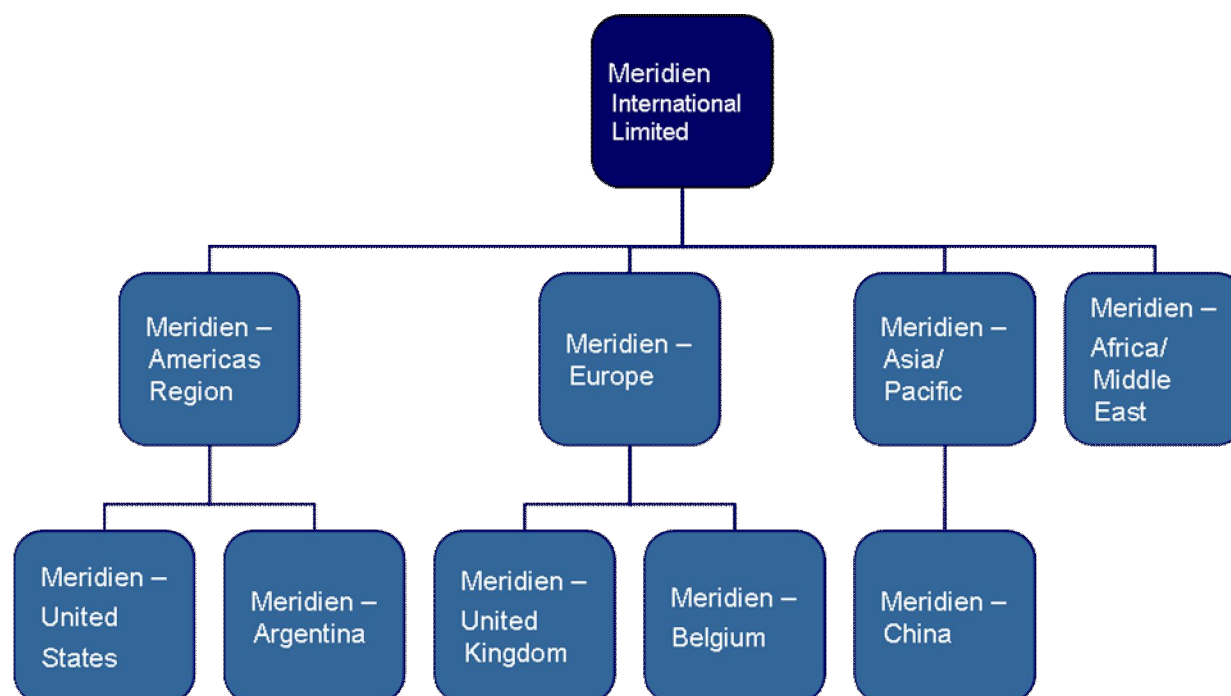 Meridien
International
Limited
Meridien –
Americas
Region
Meridien –
Europe
Meridien –
Asia/
Pacific
Meridien –
Africa/
Middle
East
Meridien –
United
States
Meridien –
Argentina
Meridien –
United
Kingdom
Meridien –
Belgium
Meridien –
China